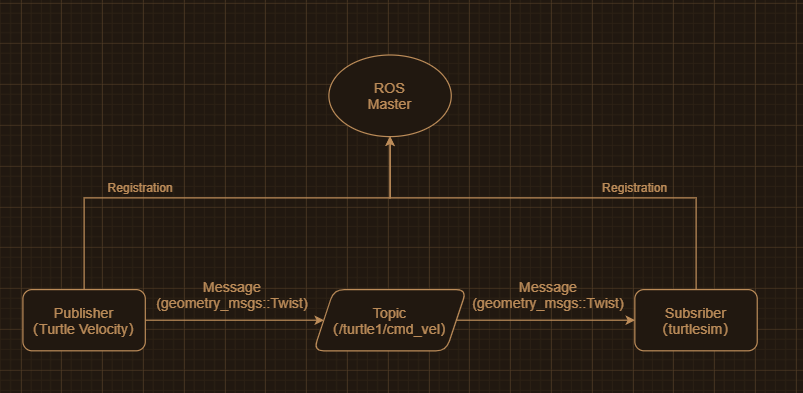 ROS
Master
Registration
Registration
Message
(geometry_msgs::Twist)
Message
(geometry_msgs::Twist)
Publisher
(Turtle Velocity)
Topic
(/turtle1/cmd_vel)
Subsriber
(turtlesim)